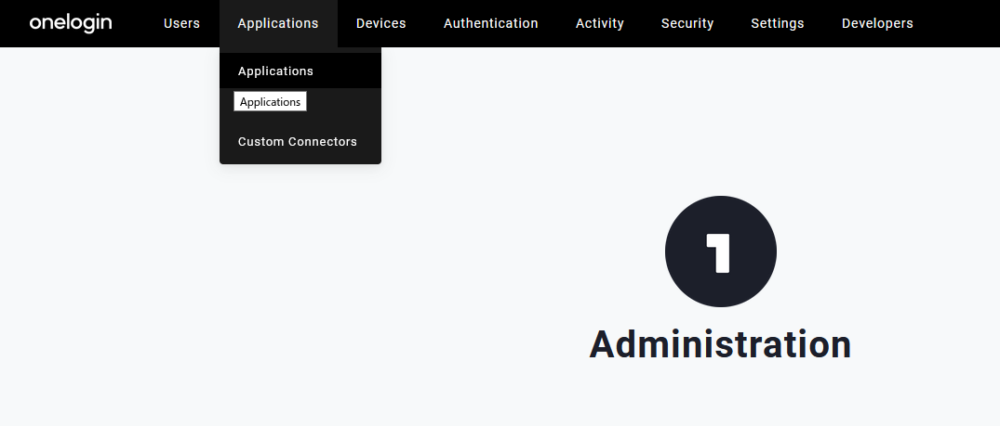 onelogin Users Applications Devices Authentication Activity Security Settings Developers
Applications
Applications
Custom Connectors
1
Administration